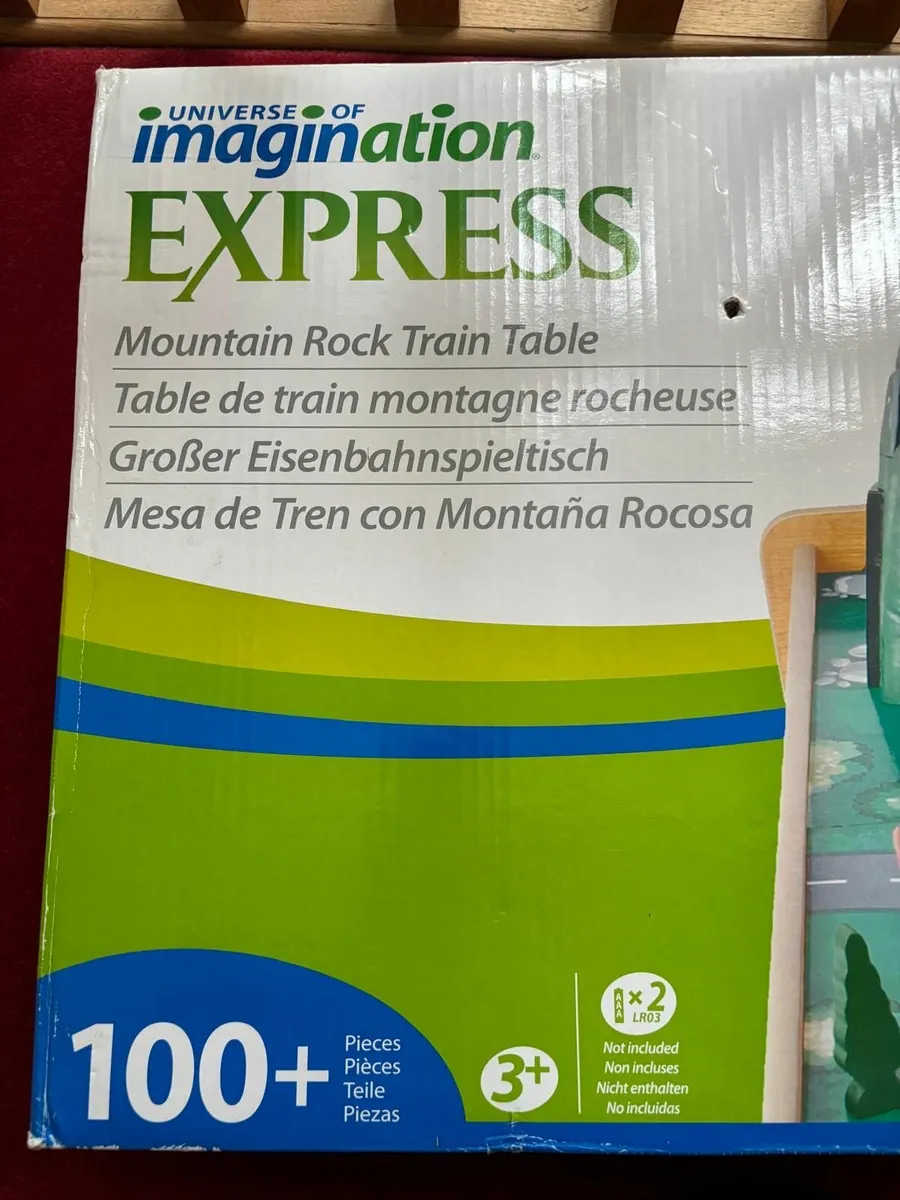 UNIVERSE OF
imagination®
EXPRESS
Mountain Rock Train Table
Table de train montagne rocheuse
Großer Eisenbahnspieltisch
Mesa de Tren con Montaña Rocosa
100+
Pieces
Pièces
Teile
Piezas
3+
AAA x 2
LR03
Not included
Non incluses
Nicht enthalten
No incluidas